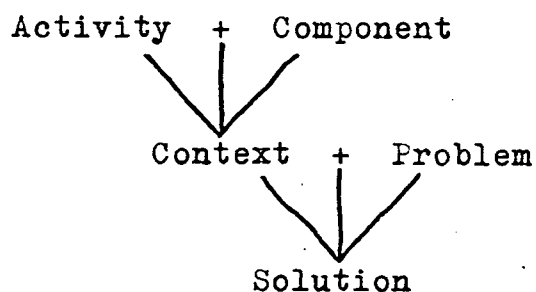 Activity + Component
Context + Problem
Solution